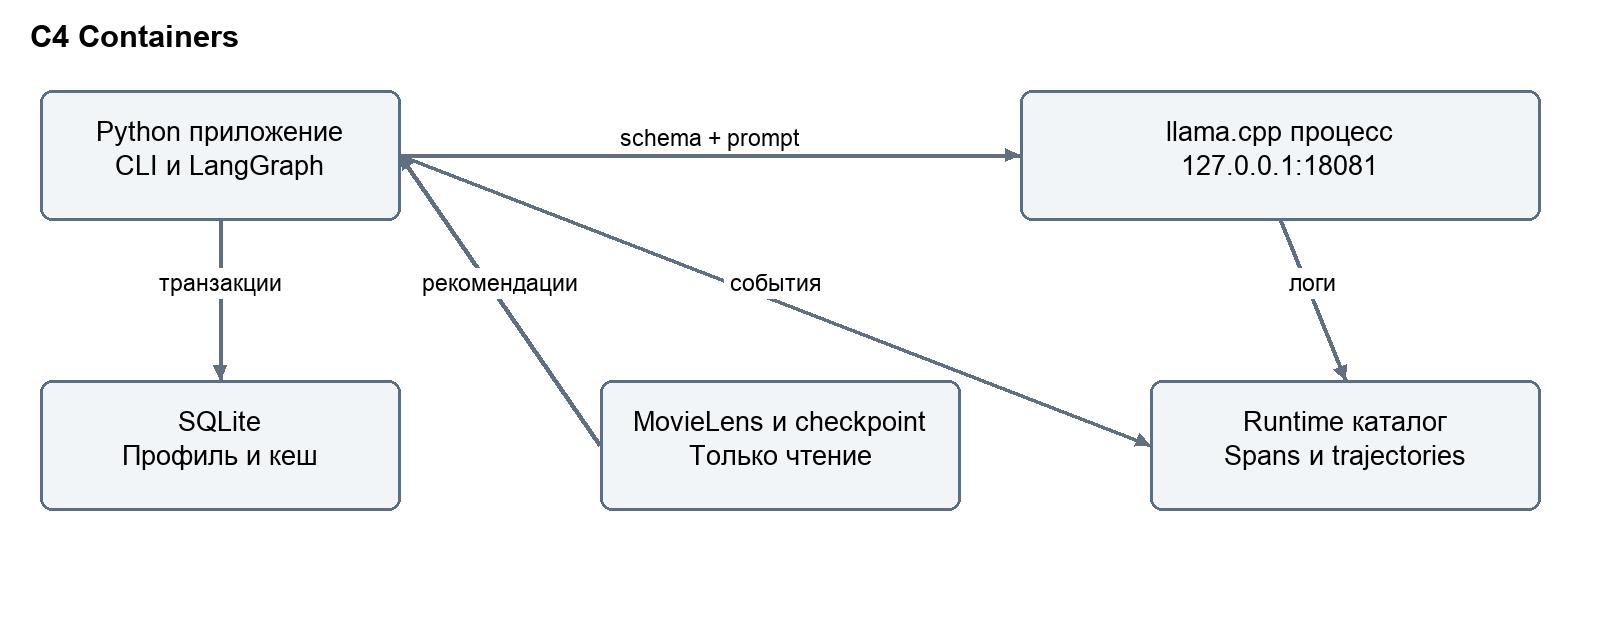 C4 Containers
Python приложение
CLI и LangGraph
schema + prompt
llama.cpp процесс
127.0.0.1:18081
транзакции
рекомендации
события
логи
SQLite
Профиль и кеш
MovieLens и checkpoint
Только чтение
Runtime каталог
Spans и trajectories